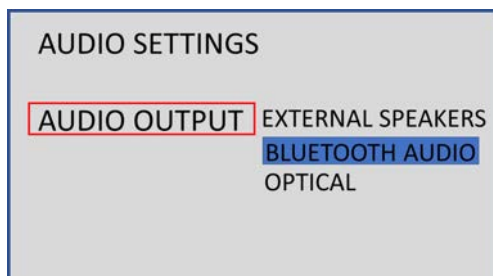 AUDIO SETTINGS
AUDIO OUTPUT EXTERNAL SPEAKERS
BLUETOOTH AUDIO
OPTICAL